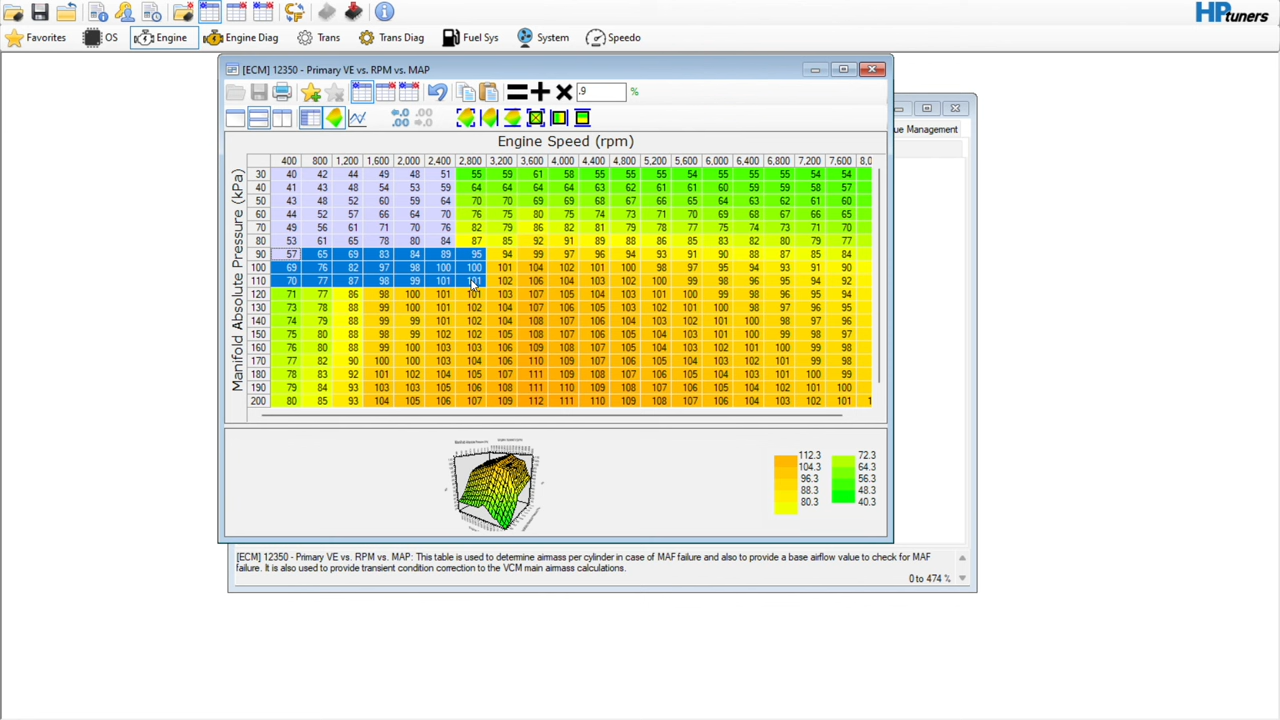 HPtuners
Favorites OS Engine Engine Diag Trans Trans Diag Fuel Sys System Speedo
[ECM] 12350 - Primary VE vs. RPM vs. MAP
.9 %
←.0 .00
.00 →.0
ue Management
Engine Speed (rpm)
Manifold Absolute Pressure (kPa)
400 800 1,200 1,600 2,000 2,400 2,800 3,200 3,600 4,000 4,400 4,800 5,200 5,600 6,000 6,400 6,800 7,200 7,600 8,0
30 40 42 44 49 48 51 55 59 61 58 55 55 55 54 55 55 55 54 54
40 41 43 48 54 53 59 64 64 64 64 63 62 61 61 60 59 59 58 57
50 43 48 52 60 59 64 70 70 69 69 68 67 66 65 64 63 62 61 60
60 44 52 57 66 64 70 76 75 80 75 74 73 71 70 69 68 67 66 65
70 49 56 61 71 70 76 82 79 86 82 81 79 78 77 75 74 73 71 70
80 53 61 65 78 80 84 87 85 92 91 89 88 86 85 83 82 80 79 77
90 57 65 69 83 84 89 95 94 99 97 96 94 93 91 90 88 87 85 84
100 69 76 82 97 98 100 100 101 104 102 101 100 98 97 95 94 93 91 90
110 70 77 87 98 99 101 101 102 106 104 103 102 100 99 98 96 95 94 92
120 71 77 86 98 100 101 101 103 107 105 104 103 101 100 99 98 96 95 94
130 73 78 88 99 100 101 102 104 107 106 105 104 103 101 100 98 97 96 95
140 74 79 88 99 100 101 102 104 108 107 106 104 103 102 101 100 98 97 96
150 75 80 88 98 99 102 102 105 108 107 106 105 104 103 101 100 99 98 97
160 76 80 88 99 100 103 103 105 109 108 107 106 104 103 102 101 100 99 98
170 77 82 90 100 100 103 104 106 110 109 107 106 105 104 103 101 100 99 98
180 78 83 92 101 102 104 105 107 111 109 108 107 106 104 103 102 101 100 99
190 79 84 93 103 103 105 106 108 111 110 109 108 107 105 104 103 102 101 100
200 80 85 93 104 105 106 107 109 112 111 110 109 108 107 106 104 103 102 101 1
112.3 72.3
104.3 64.3
96.3 56.3
88.3 48.3
80.3 40.3
[ECM] 12350 - Primary VE vs. RPM vs. MAP: This table is used to determine airmass per cylinder in case of MAF failure and also to provide a base airflow value to check for MAF
failure. It is also used to provide transient condition correction to the VCM main airmass calculations.
0 to 474 %